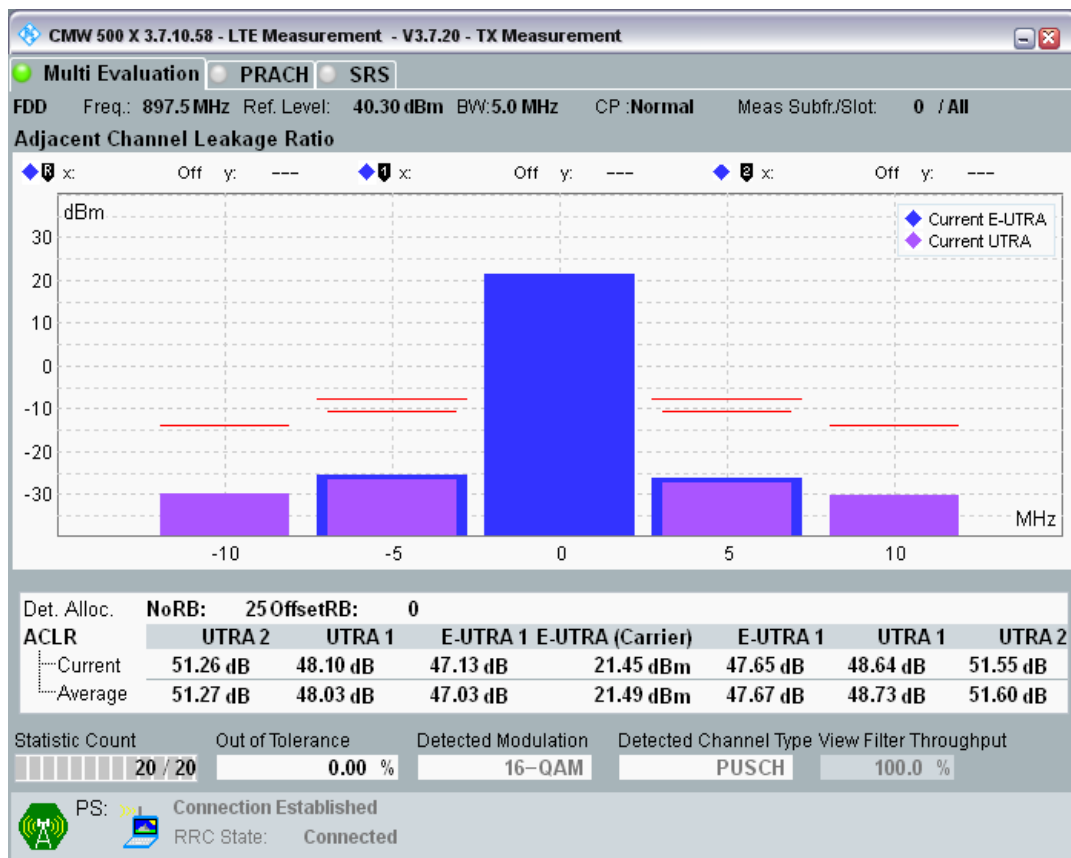 CMW 500 X 3.7.10.58 - LTE Measurement - V3.7.20 - TX Measurement
Multi Evaluation PRACH SRS
FDD Freq.: 897.5 MHz Ref. Level: 40.30 dBm BW:5.0 MHz CP :Normal Meas Subfr./Slot: 0 / All
Adjacent Channel Leakage Ratio
R x: Off y: --- 1 x: Off y: --- 2 x: Off y: ---
dBm
Current E-UTRA
Current UTRA
30
20
10
0
-10
-20
-30
MHz
-10 -5 0 5 10
Det. Alloc. NoRB: 25 OffsetRB: 0
ACLR UTRA 2 UTRA 1 E-UTRA 1 E-UTRA (Carrier) E-UTRA 1 UTRA 1 UTRA 2
Current 51.26 dB 48.10 dB 47.13 dB 21.45 dBm 47.65 dB 48.64 dB 51.55 dB
Average 51.27 dB 48.03 dB 47.03 dB 21.49 dBm 47.67 dB 48.73 dB 51.60 dB
Statistic Count Out of Tolerance Detected Modulation Detected Channel Type View Filter Throughput
20 / 20 0.00 % 16-QAM PUSCH 100.0 %
PS: Connection Established
RRC State: Connected